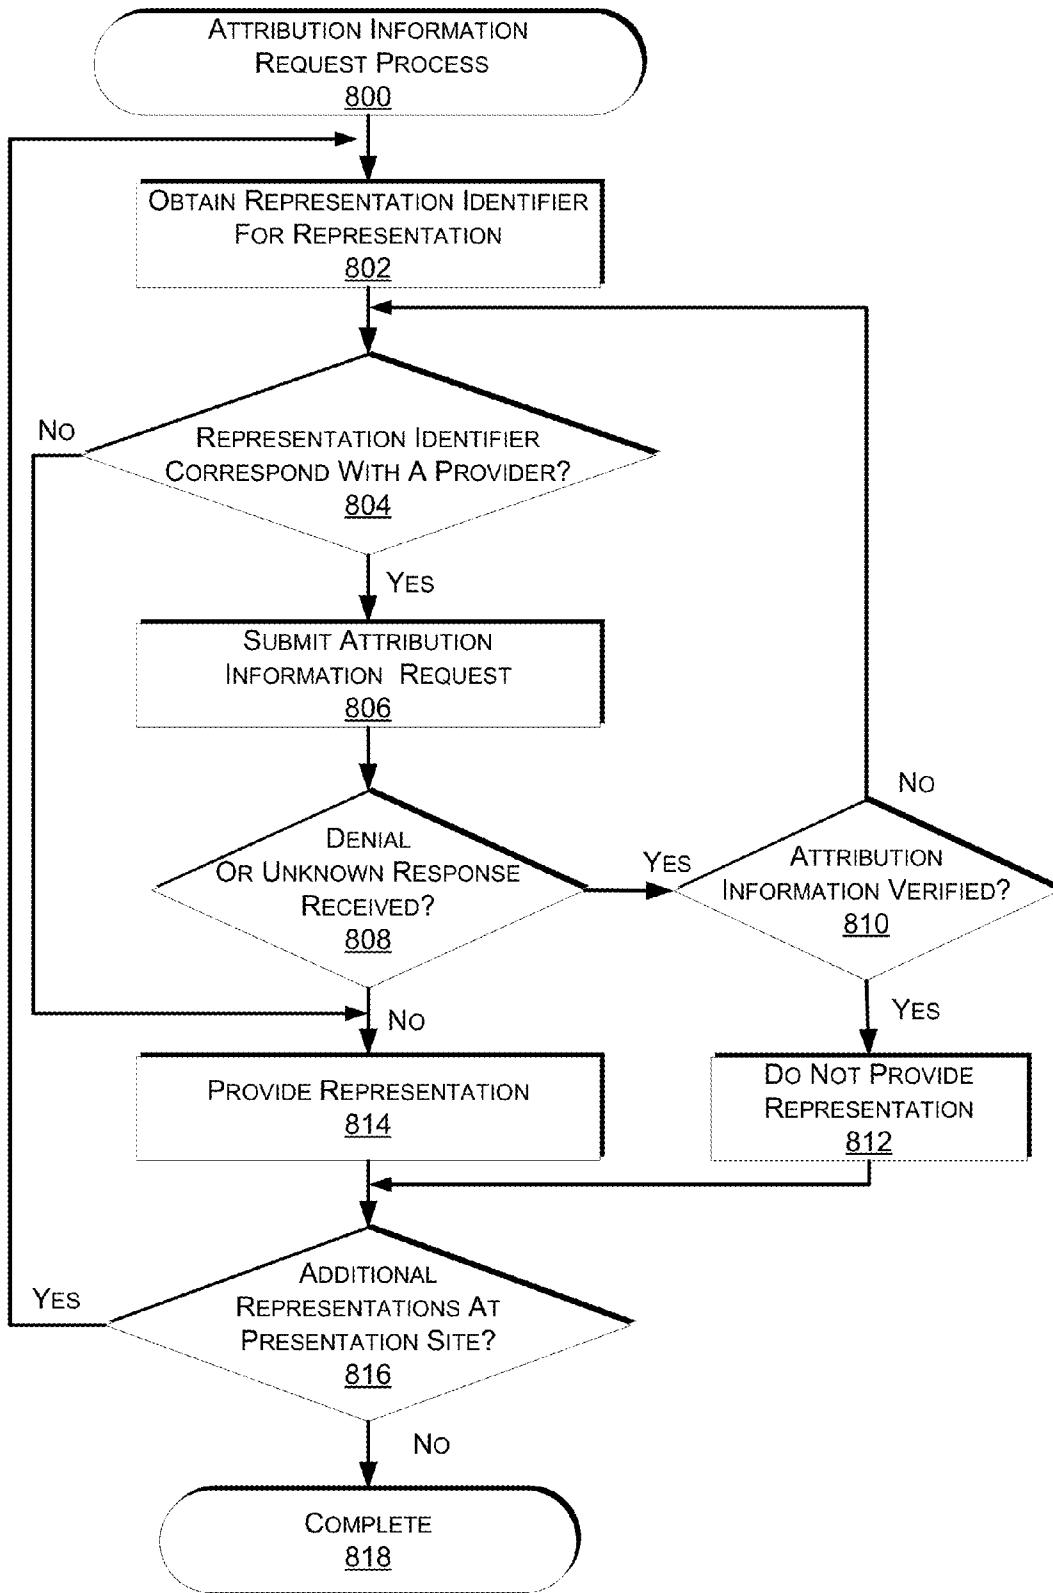 ATTRIBUTION INFORMATION
REQUEST PROCESS
800
OBTAIN REPRESENTATION IDENTIFIER
FOR REPRESENTATION
802
NO
REPRESENTATION IDENTIFIER
CORRESPOND WITH A PROVIDER?
804
YES
SUBMIT ATTRIBUTION
INFORMATION REQUEST
806
NO
DENIAL
OR UNKNOWN RESPONSE
RECEIVED?
808
YES
ATTRIBUTION
INFORMATION VERIFIED?
810
NO
YES
PROVIDE REPRESENTATION
814
DO NOT PROVIDE
REPRESENTATION
812
YES
ADDITIONAL
REPRESENTATIONS AT
PRESENTATION SITE?
816
NO
COMPLETE
818